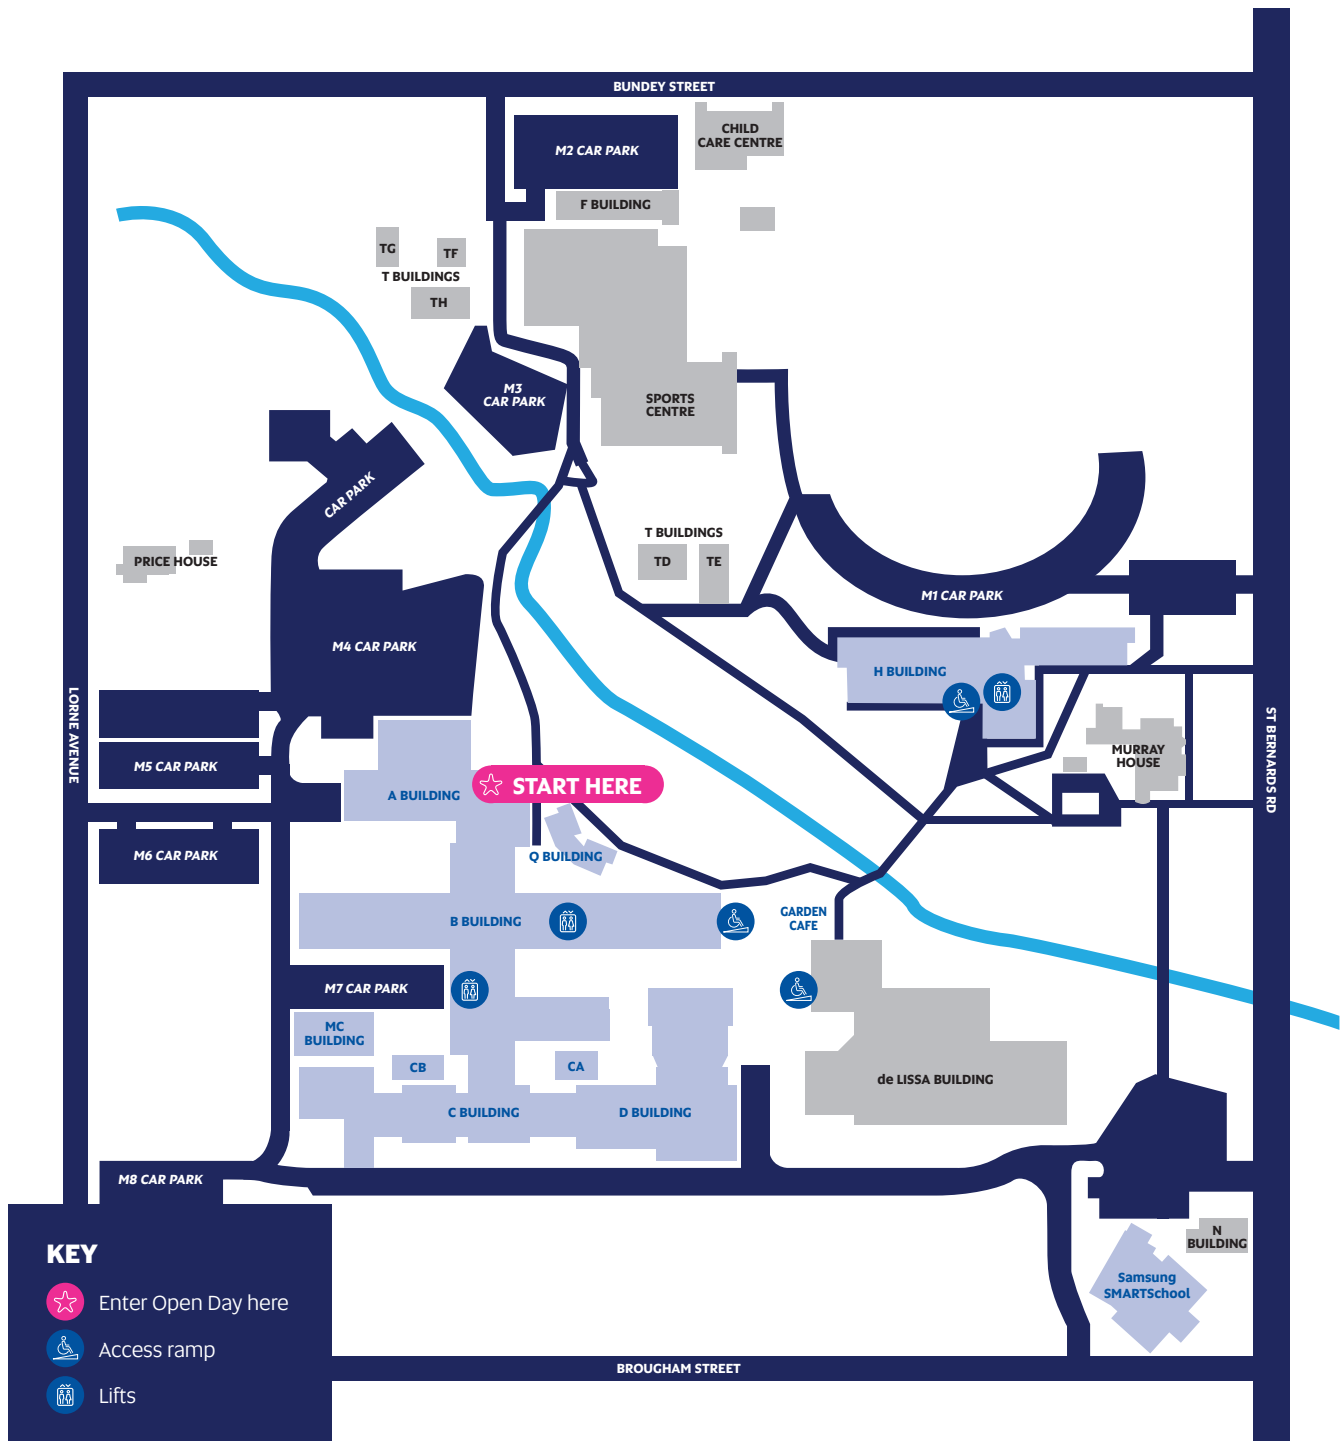 BUNDEY STREET
M2 CAR PARK
CHILD
CARE CENTRE
F BUILDING
TG
TF
T BUILDINGS
TH
M3
CAR PARK
SPORTS
CENTRE
CAR PARK
T BUILDINGS
TD
TE
PRICE HOUSE
M1 CAR PARK
M4 CAR PARK
H BUILDING
LORNE AVENUE
ST BERNARDS RD
MURRAY
HOUSE
M5 CAR PARK
START HERE
A BUILDING
M6 CAR PARK
Q BUILDING
B BUILDING
GARDEN
CAFE
M7 CAR PARK
MC
BUILDING
CB
CA
de LISSA BUILDING
C BUILDING
D BUILDING
M8 CAR PARK
N
BUILDING
Samsung
SMARTSchool
KEY
Enter Open Day here
Access ramp
Lifts
BROUGHAM STREET